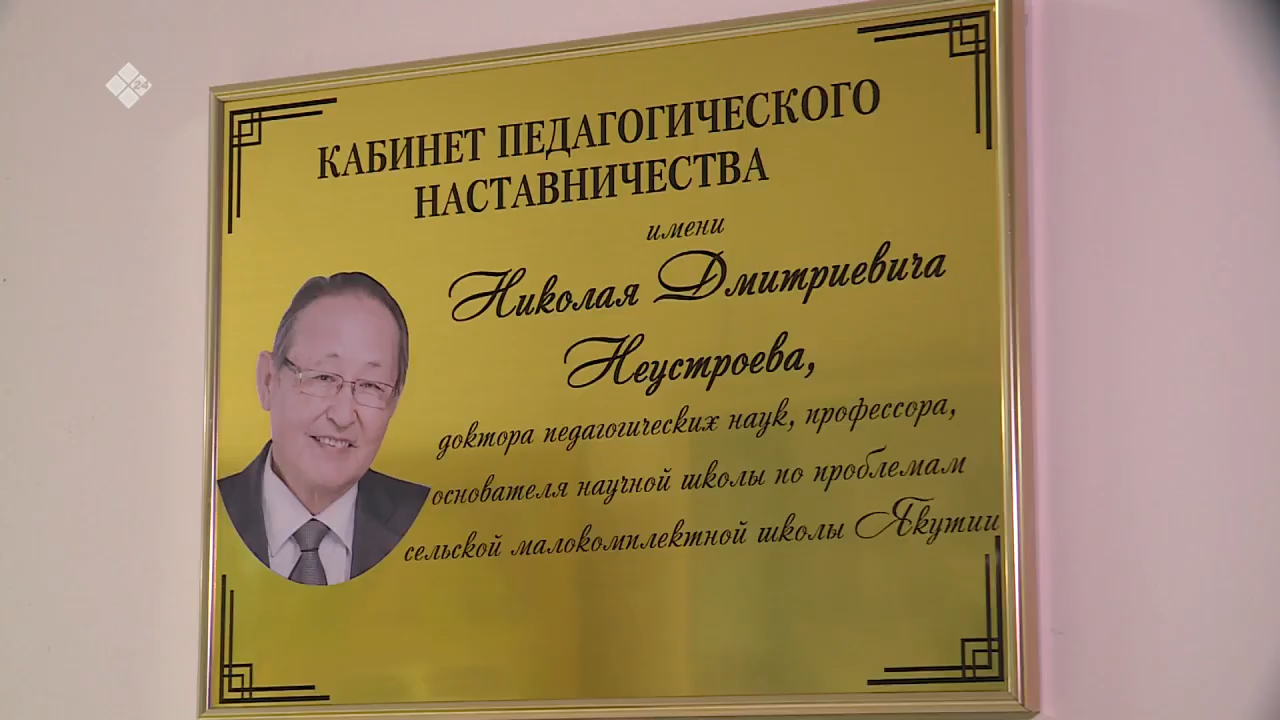 24
КАБИНЕТ ПЕДАГОГИЧЕСКОГО
НАСТАВНИЧЕСТВА
имени
Николая Дмитриевича
Неустроева,
доктора педагогических наук, профессора,
основателя научной школы по проблемам
сельской малокомплектной школы Якутии